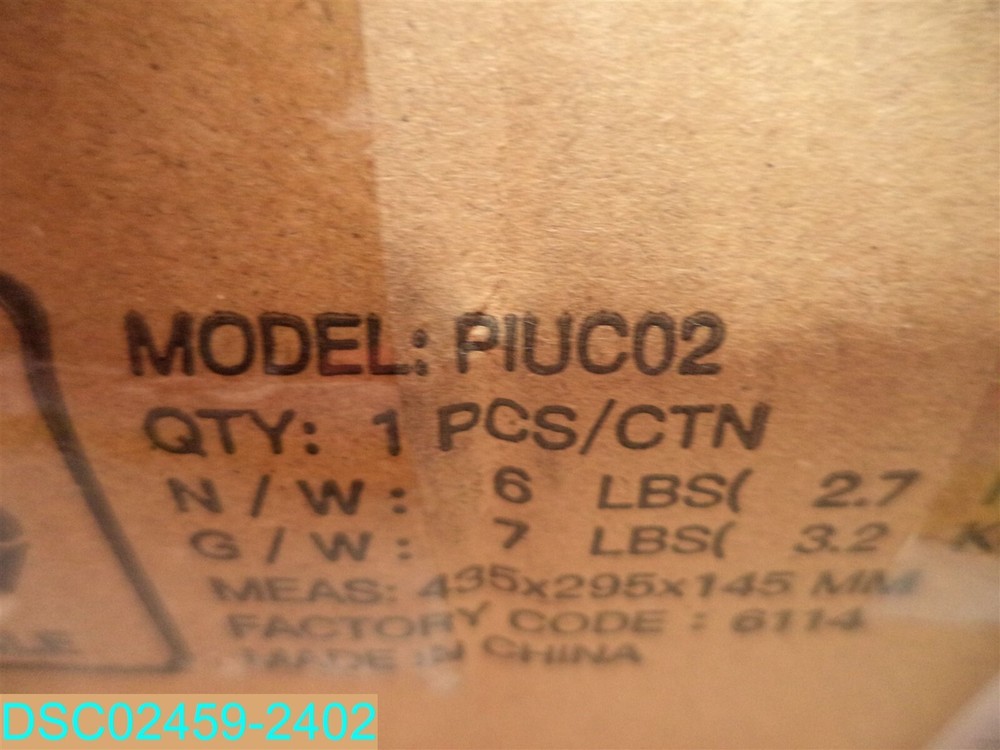 MODEL: PIUC02
QTY: 1 PCS/CTN
N / W : 6 LBS( 2.7
G / W : 7 LBS( 3.2 K
MEAS: 435x295x145 MM
FACTORY CODE : 6114
MADE IN CHINA
DSC02459-2402